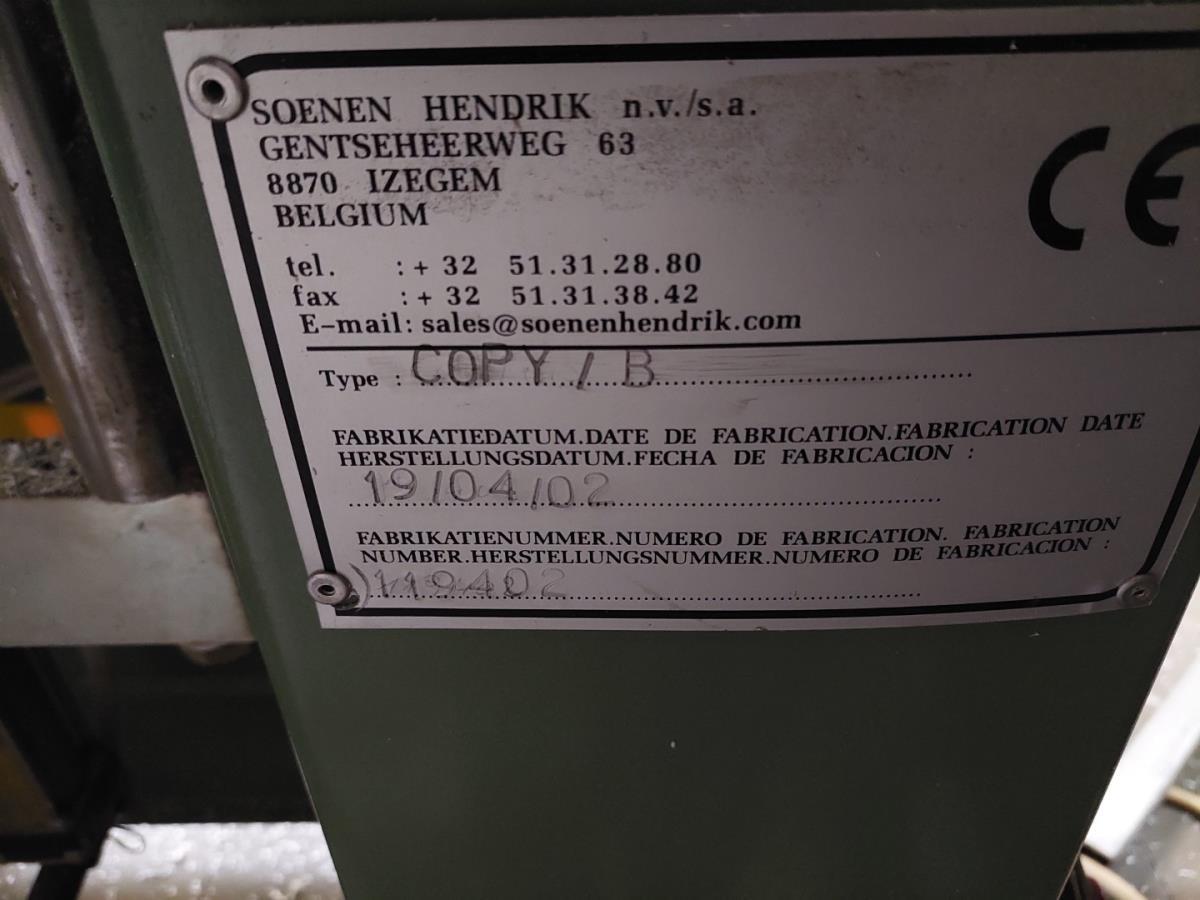 SOENEN HENDRIK n.v./s.a.
GENTSEHEERWEG 63
8870 IZEGEM
BELGIUM
CE
tel. : + 32 51.31.28.80
fax : + 32 51.31.38.42
E-mail: sales@soenenhendrik.com
Type : COPY / B
FABRIKATIEDATUM.DATE DE FABRICATION.FABRICATION DATE
HERSTELLUNGSDATUM.FECHA DE FABRICACION :
19/04/02
FABRIKATIENUMMER.NUMERO DE FABRICATION. FABRICATION
NUMBER.HERSTELLUNGSNUMMER.NUMERO DE FABRICACION :
119402